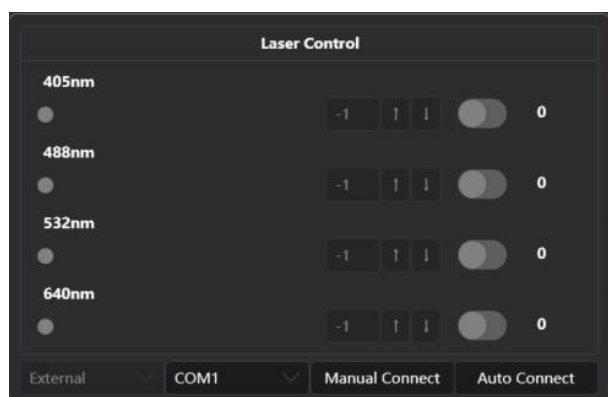 Laser Control
405nm
-1 ↑ ↓ 0
488nm
-1 ↑ ↓ 0
532nm
-1 ↑ ↓ 0
640nm
-1 ↑ ↓ 0
External COM1 Manual Connect Auto Connect